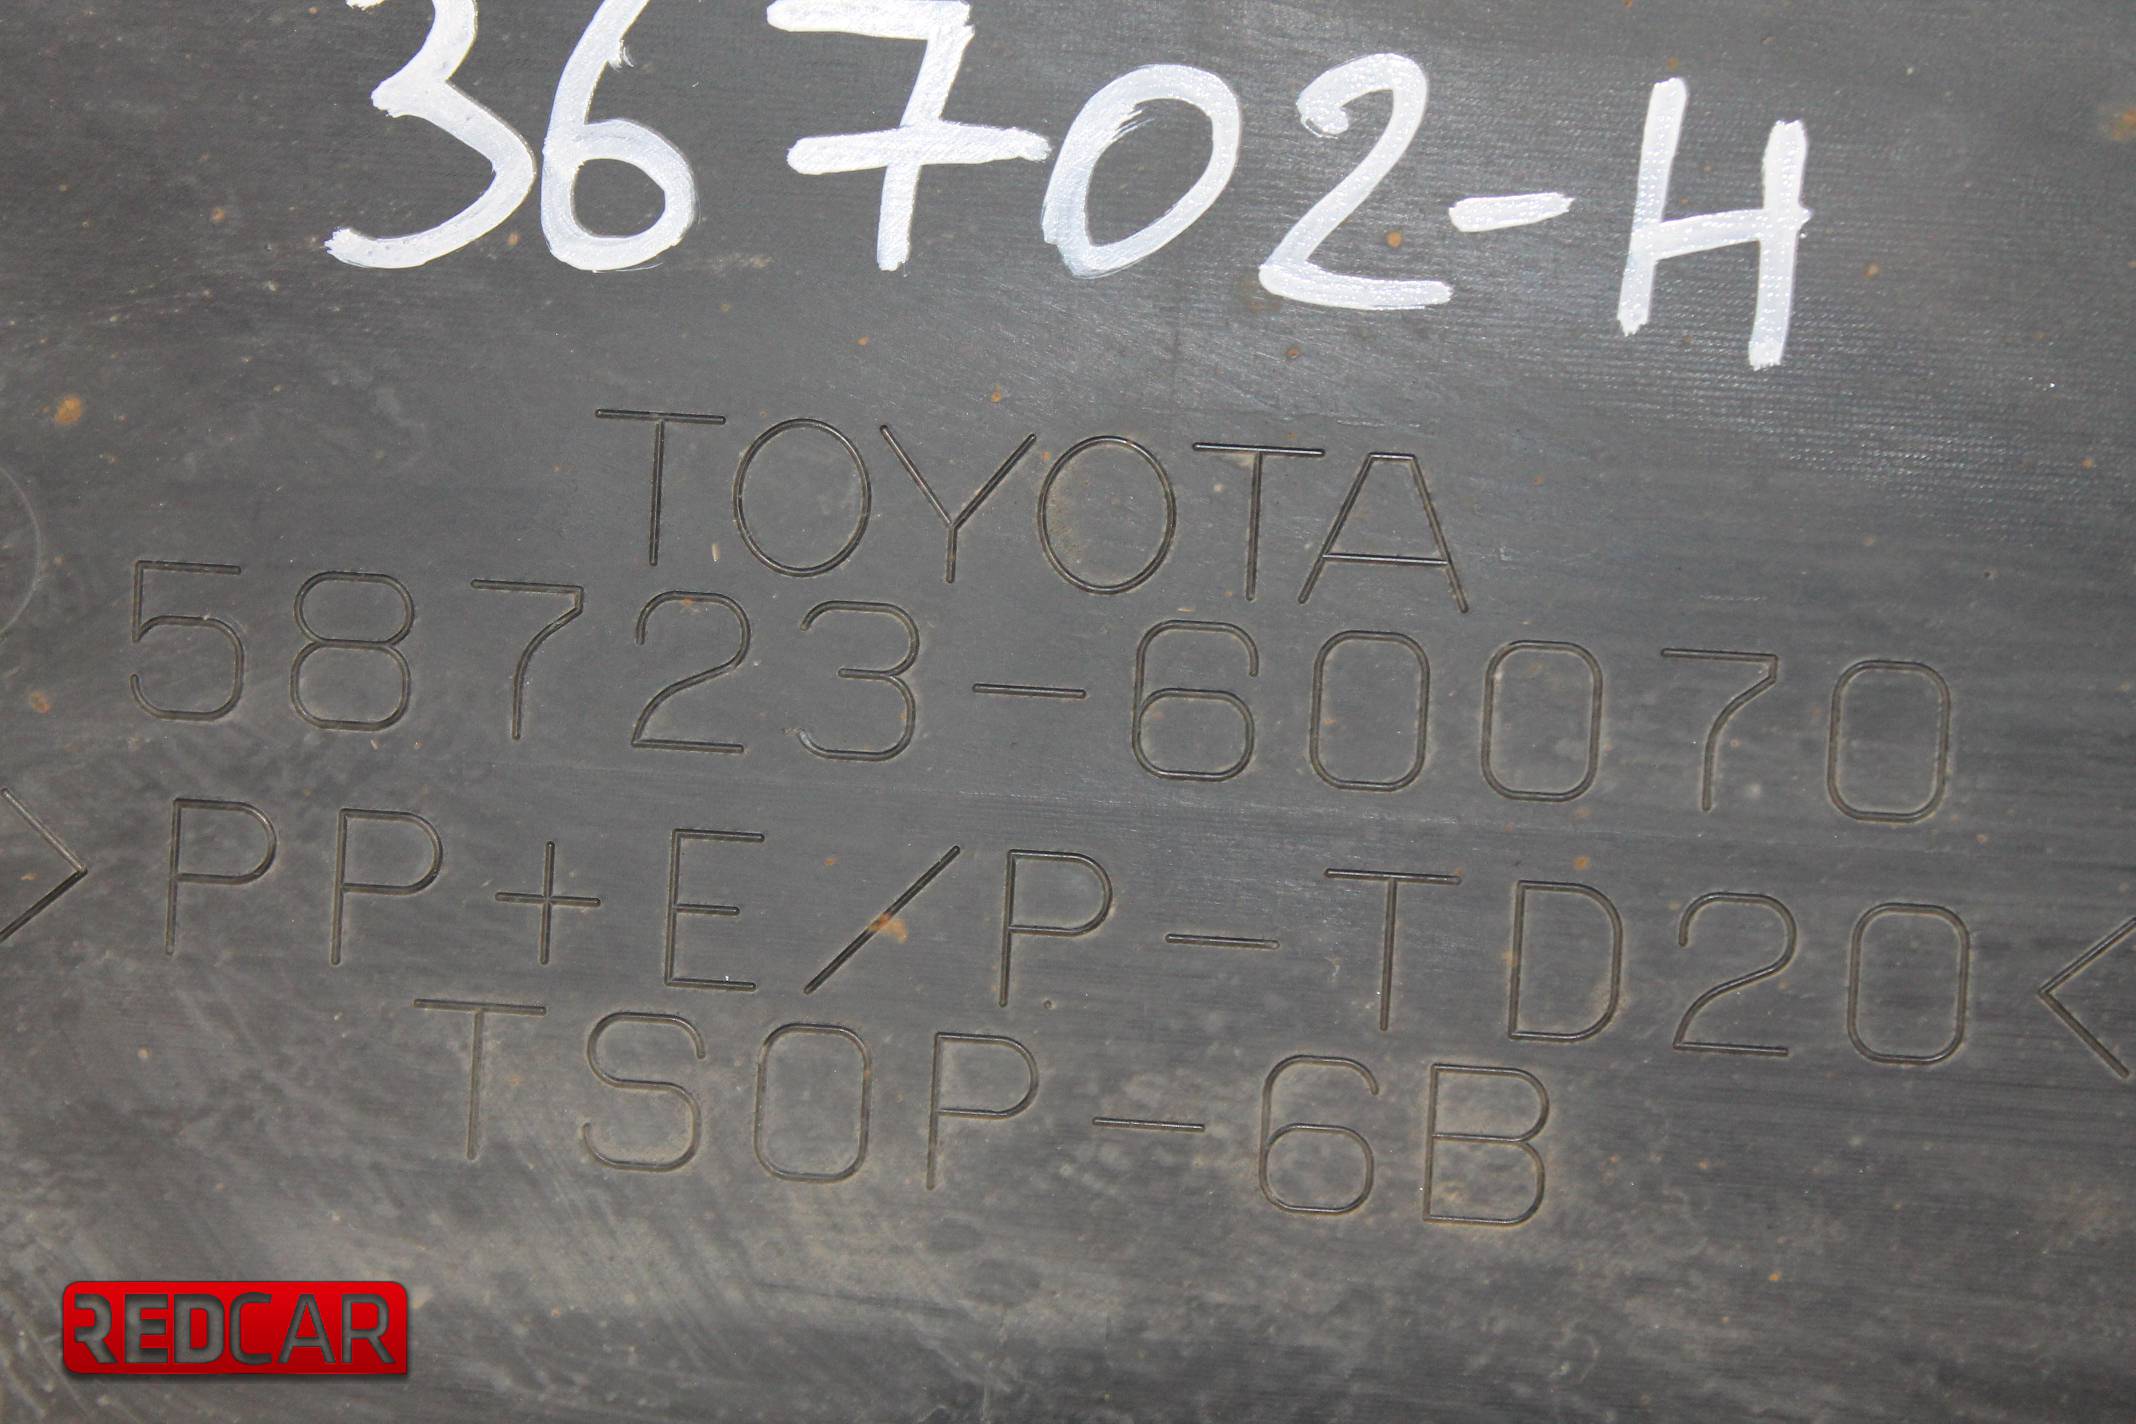 36702-H
TOYOTA
58723-60070
>PP+E/P-TD20<
TSOP-6B
REDCAR